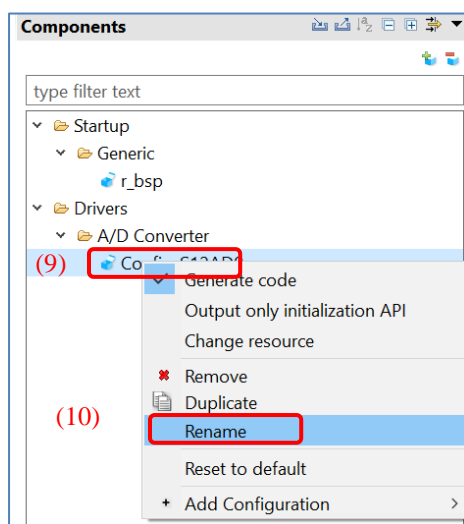 Components
type filter text
Startup
Generic
r_bsp
Drivers
A/D Converter
(9)
Generate code
Output only initialization API
Change resource
Remove
Duplicate
(10)
Rename
Reset to default
Add Configuration